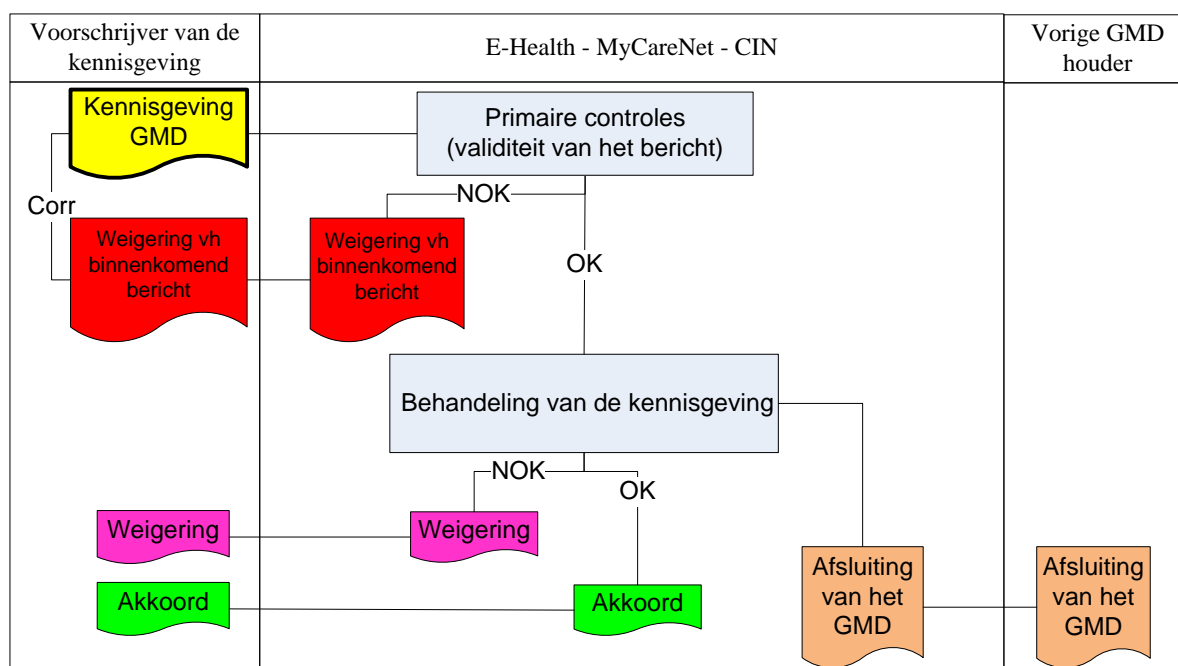 Voorschrijver van de
kennisgeving
E-Health - MyCareNet - CIN
Vorige GMD
houder
Kennisgeving
GMD
Primaire controles
(validiteit van het bericht)
NOK
Corr
Weigering vh
binnenkomend
bericht
Weigering vh
binnenkomend
bericht
OK
Behandeling van de kennisgeving
NOK
OK
Weigering
Weigering
Afsluiting
van het
GMD
Afsluiting
van het
GMD
Akkoord
Akkoord